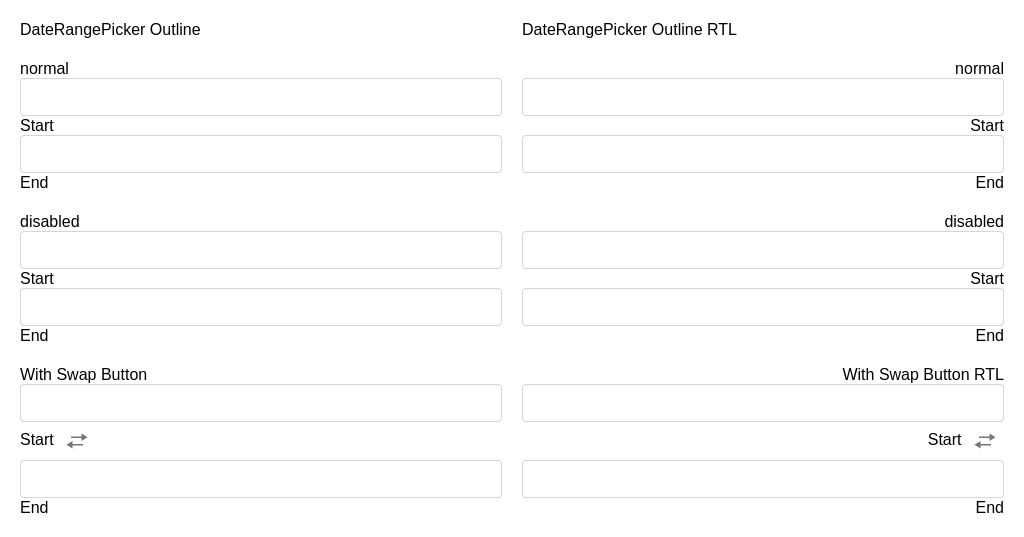 DateRangePicker Outline
normal
Start
End
disabled
Start
End
With Swap Button
Start
End
DateRangePicker Outline RTL
normal
Start
End
disabled
Start
End
With Swap Button RTL
Start
End